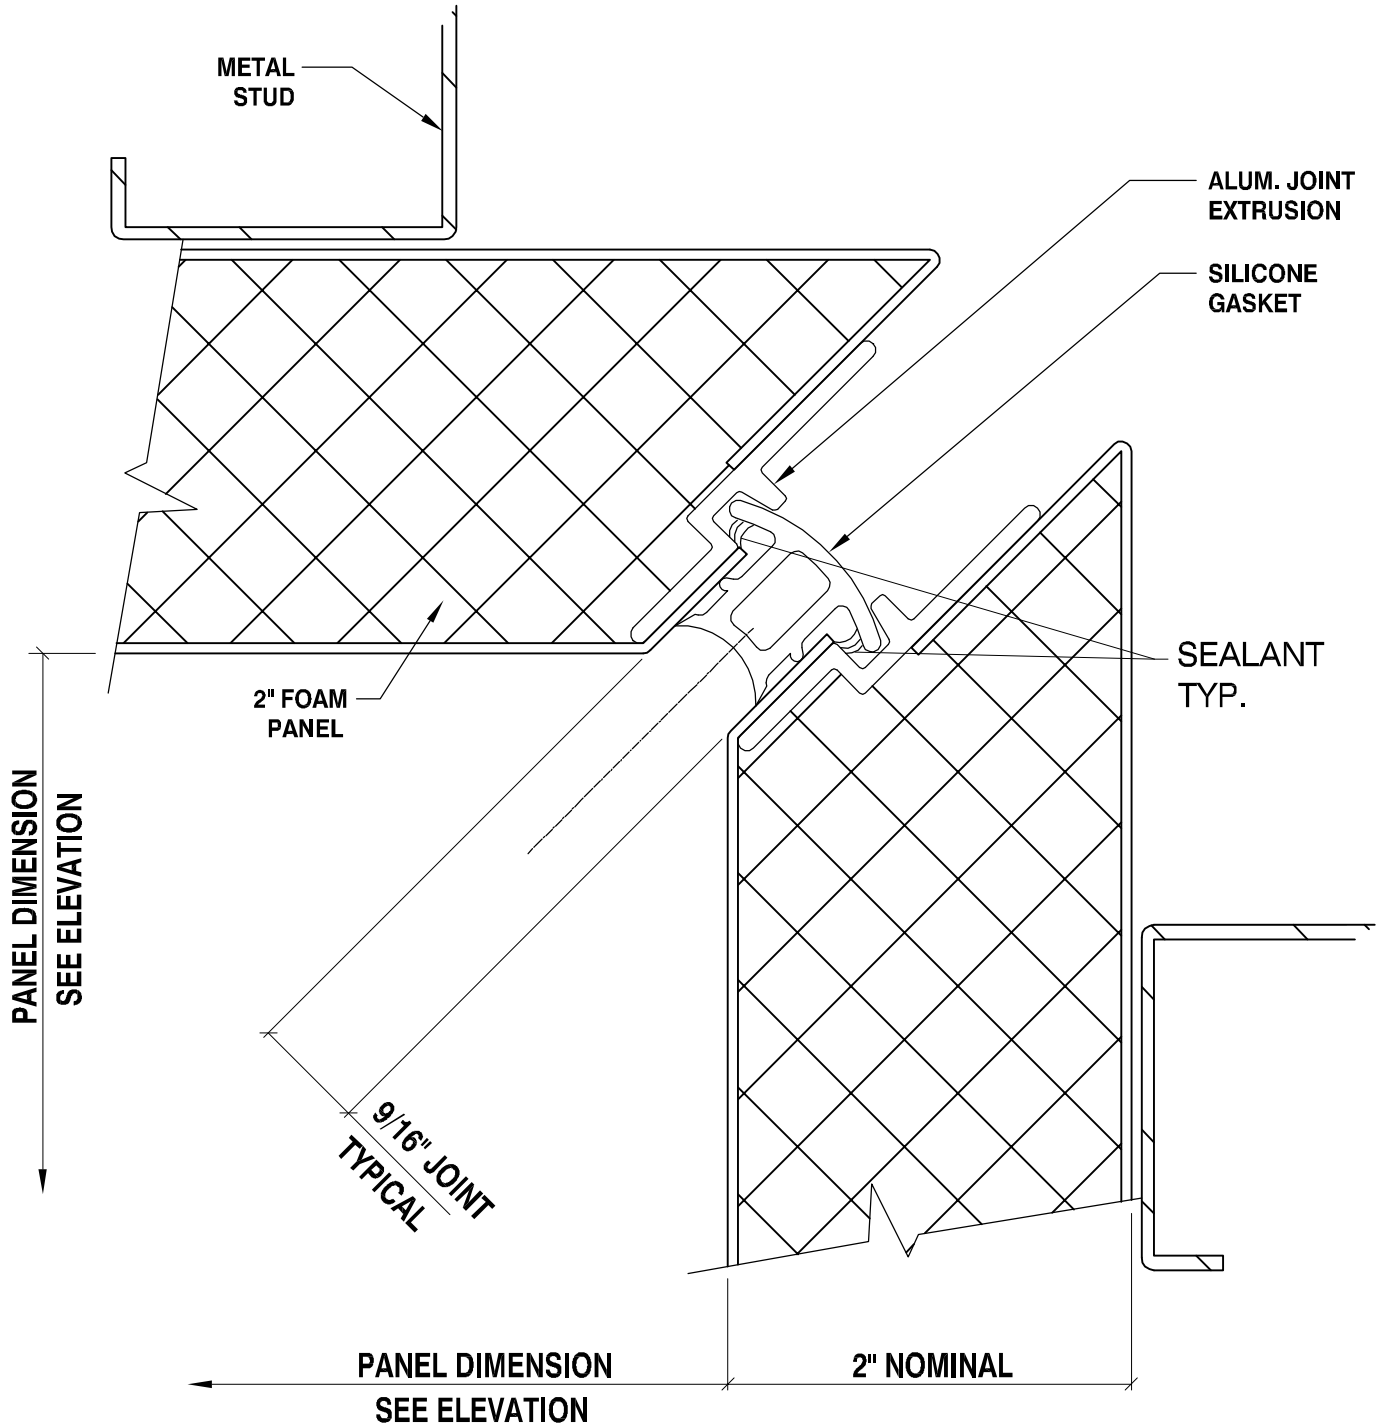 METAL
STUD
ALUM. JOINT
EXTRUSION
SILICONE
GASKET
SEALANT
TYP.
2" FOAM
PANEL
PANEL DIMENSION
SEE ELEVATION
9/16" JOINT
TYPICAL
PANEL DIMENSION
SEE ELEVATION
2" NOMINAL